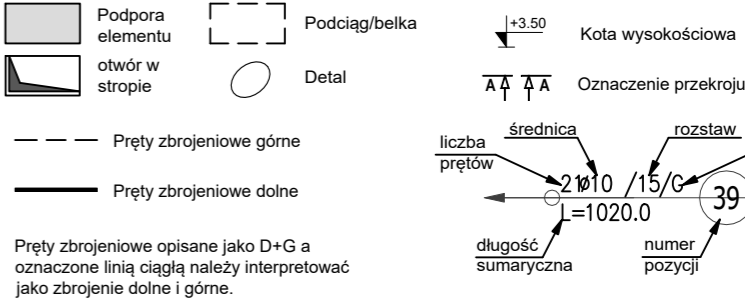 Podpora
elementu
Podciąg/belka
+3.50
Kota wysokościowa
otwór w
stropie
Detal
A A
Oznaczenie przekroju
Pręty zbrojeniowe górne
średnica
rozstaw
liczba
prętów
21ø10 /15/G
39
L=1020.0
Pręty zbrojeniowe dolne
długość
sumaryczna
numer
pozycji
Pręty zbrojeniowe opisane jako D+G a
oznaczone linią ciągłą należy interpretować
jako zbrojenie dolne i górne.